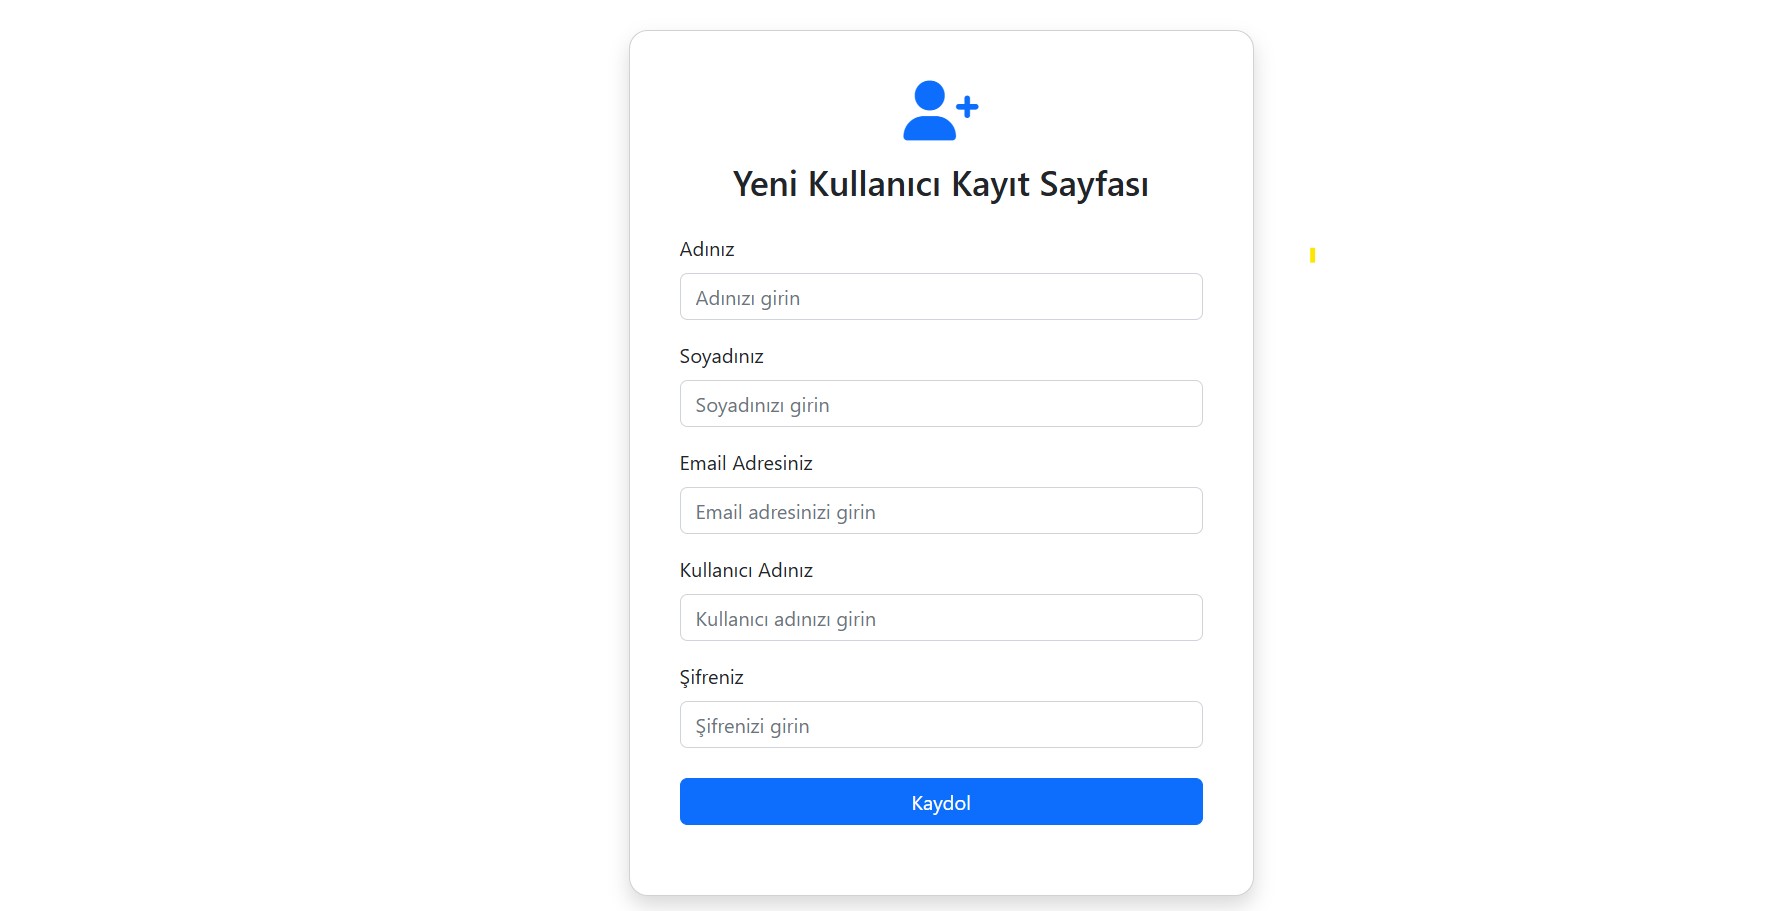 Yeni Kullanıcı Kayıt Sayfası
Adınız
Adınızı girin
Soyadınız
Soyadınızı girin
Email Adresiniz
Email adresinizi girin
Kullanıcı Adınız
Kullanıcı adınızı girin
Şifreniz
Şifrenizi girin
Kaydol